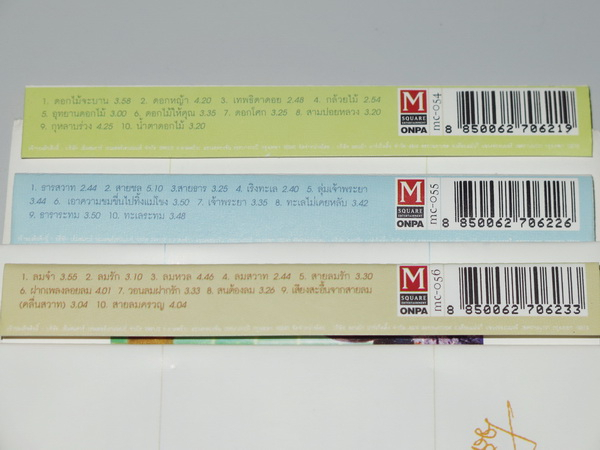 1. ดอกไม้จะบาน 3.58 2. ดอกหญ้า 4.20 3. เทพธิดาดอย 2.48 4. กล้วยไม้ 2.54
5. อุทยานดอกไม้ 3.00 6. ดอกไม้ให้คุณ 3.35 7. ดอกโศก 3.25 8. สามปอยหลวง 3.20
9. กุหลาบร่วง 4.25 10. น้ำตาดอกไม้ 3.20
M
SQUARE
ENTERTAINMENT
ONPA
mc-054
8 850062 706219
1. ธารสวาท 2.44 2. สายชล 5.10 3.สายธาร 3.25 4. เริงทะเล 2.40 5. ลุ่มเจ้าพระยา
3.44 6. เอาความขมขื่นไปทิ้งแม่โขง 3.50 7. เจ้าพระยา 3.35 8. ทะเลไม่เคยหลับ 3.42
9. ธาราระทม 3.50 10. ทะเลระทม 3.48
M
SQUARE
ENTERTAINMENT
ONPA
mc-055
8 850062 706226
1. ลมจ๋า 3.55 2. ลมรัก 3.10 3. ลมหวล 4.46 4. ลมสวาท 2.44 5. สายลมรัก 3.30
6. ฝากเพลงลอยลม 4.01 7. วอนลมฝากรัก 3.33 8. สนต้องลม 3.26 9. เสียงสะอื้นจากสายลม
(คลื่นสวาท) 3.04 10. สายลมครวญ 4.04
M
SQUARE
ENTERTAINMENT
ONPA
mc-056
8 850062 706233